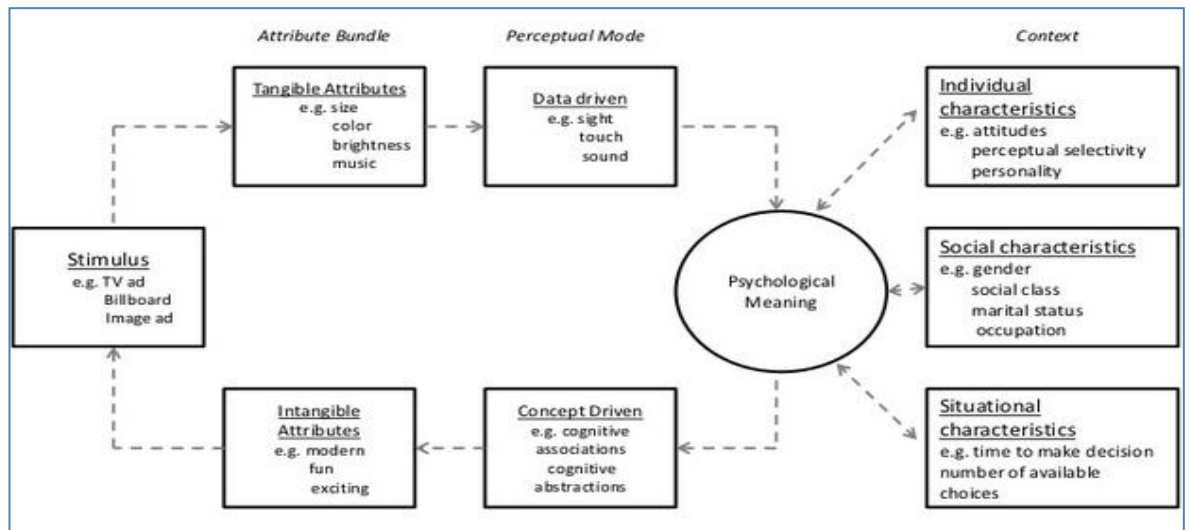 Attribute Bundle
Perceptual Mode
Context
Tangible Attributes
e.g. size
color
brightness
music
Data driven
e.g. sight
touch
sound
Individual
characteristics
e.g. attitudes
perceptual selectivity
personality
Stimulus
e.g. TV ad
Billboard
Image ad
Psychological
Meaning
Social characteristics
e.g. gender
social class
marital status
occupation
Intangible
Attributes
e.g. modern
fun
exciting
Concept Driven
e.g. cognitive
associations
cognitive
abstractions
Situational
characteristics
e.g. time to make decision
number of available
choices